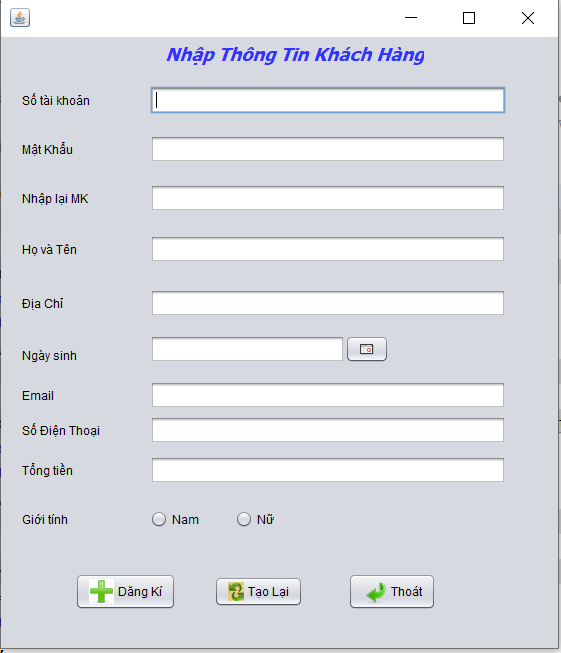 Nhập Thông Tin Khách Hàng
Số tài khoản
Mật Khẩu
Nhập lại MK
Họ và Tên
Địa Chỉ
Ngày sinh
Email
Số Điện Thoại
Tổng tiền
Giới tính Nam Nữ
Dăng Kí Tạo Lại Thoát